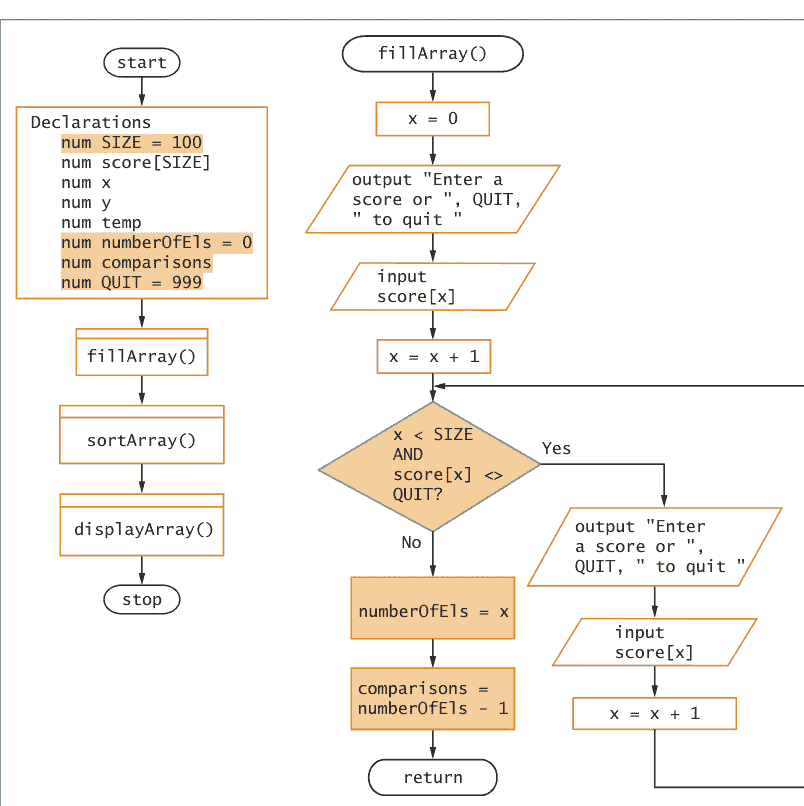 start
Declarations
num SIZE = 100
num score[SIZE]
num x
num y
num temp
num numberOfEls = 0
num comparisons
num QUIT = 999
fillArray()
sortArray()
displayArray()
stop
fillArray()
x = 0
output "Enter a
score or ", QUIT,
" to quit "
input
score[x]
x = x + 1
x < SIZE
AND
score[x] <>
QUIT?
Yes
No
output "Enter
a score or ",
QUIT, " to quit "
input
score[x]
x = x + 1
numberOfEls = x
comparisons =
numberOfEls - 1
return